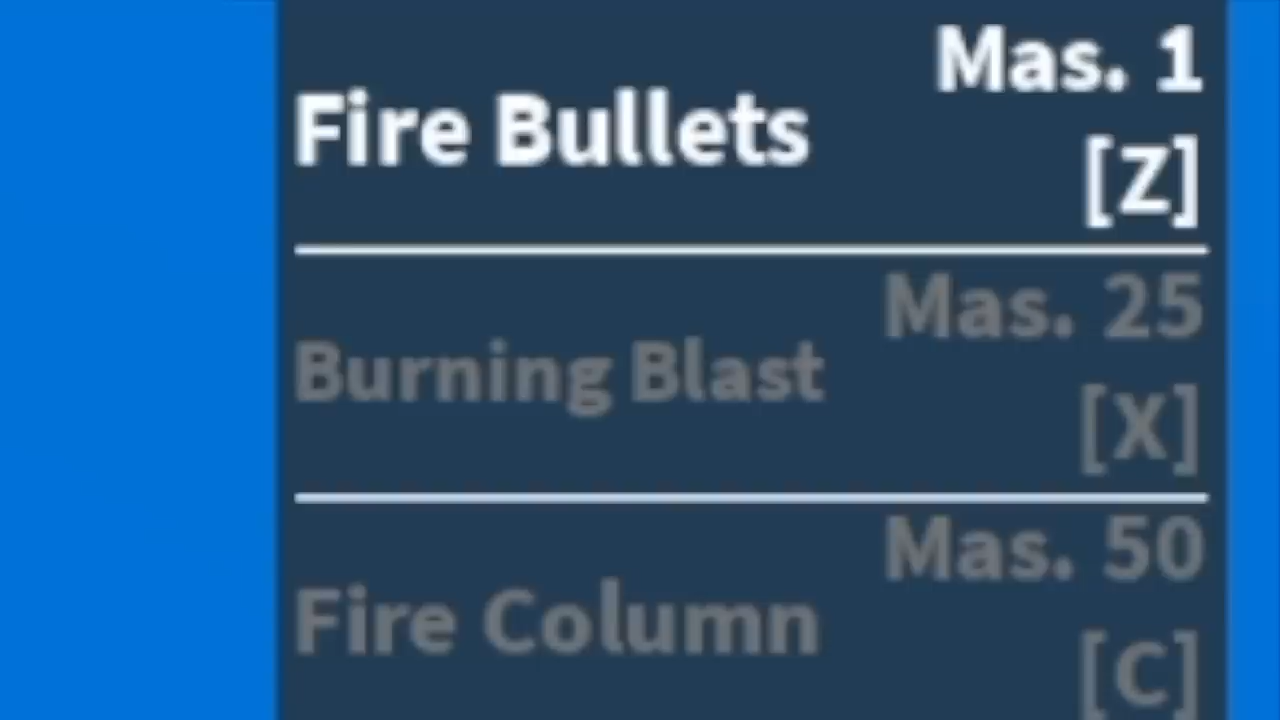 Mas. 1
Fire Bullets
[Z]
Mas. 25
Burning Blast
[X]
Mas. 50
Fire Column
[C]